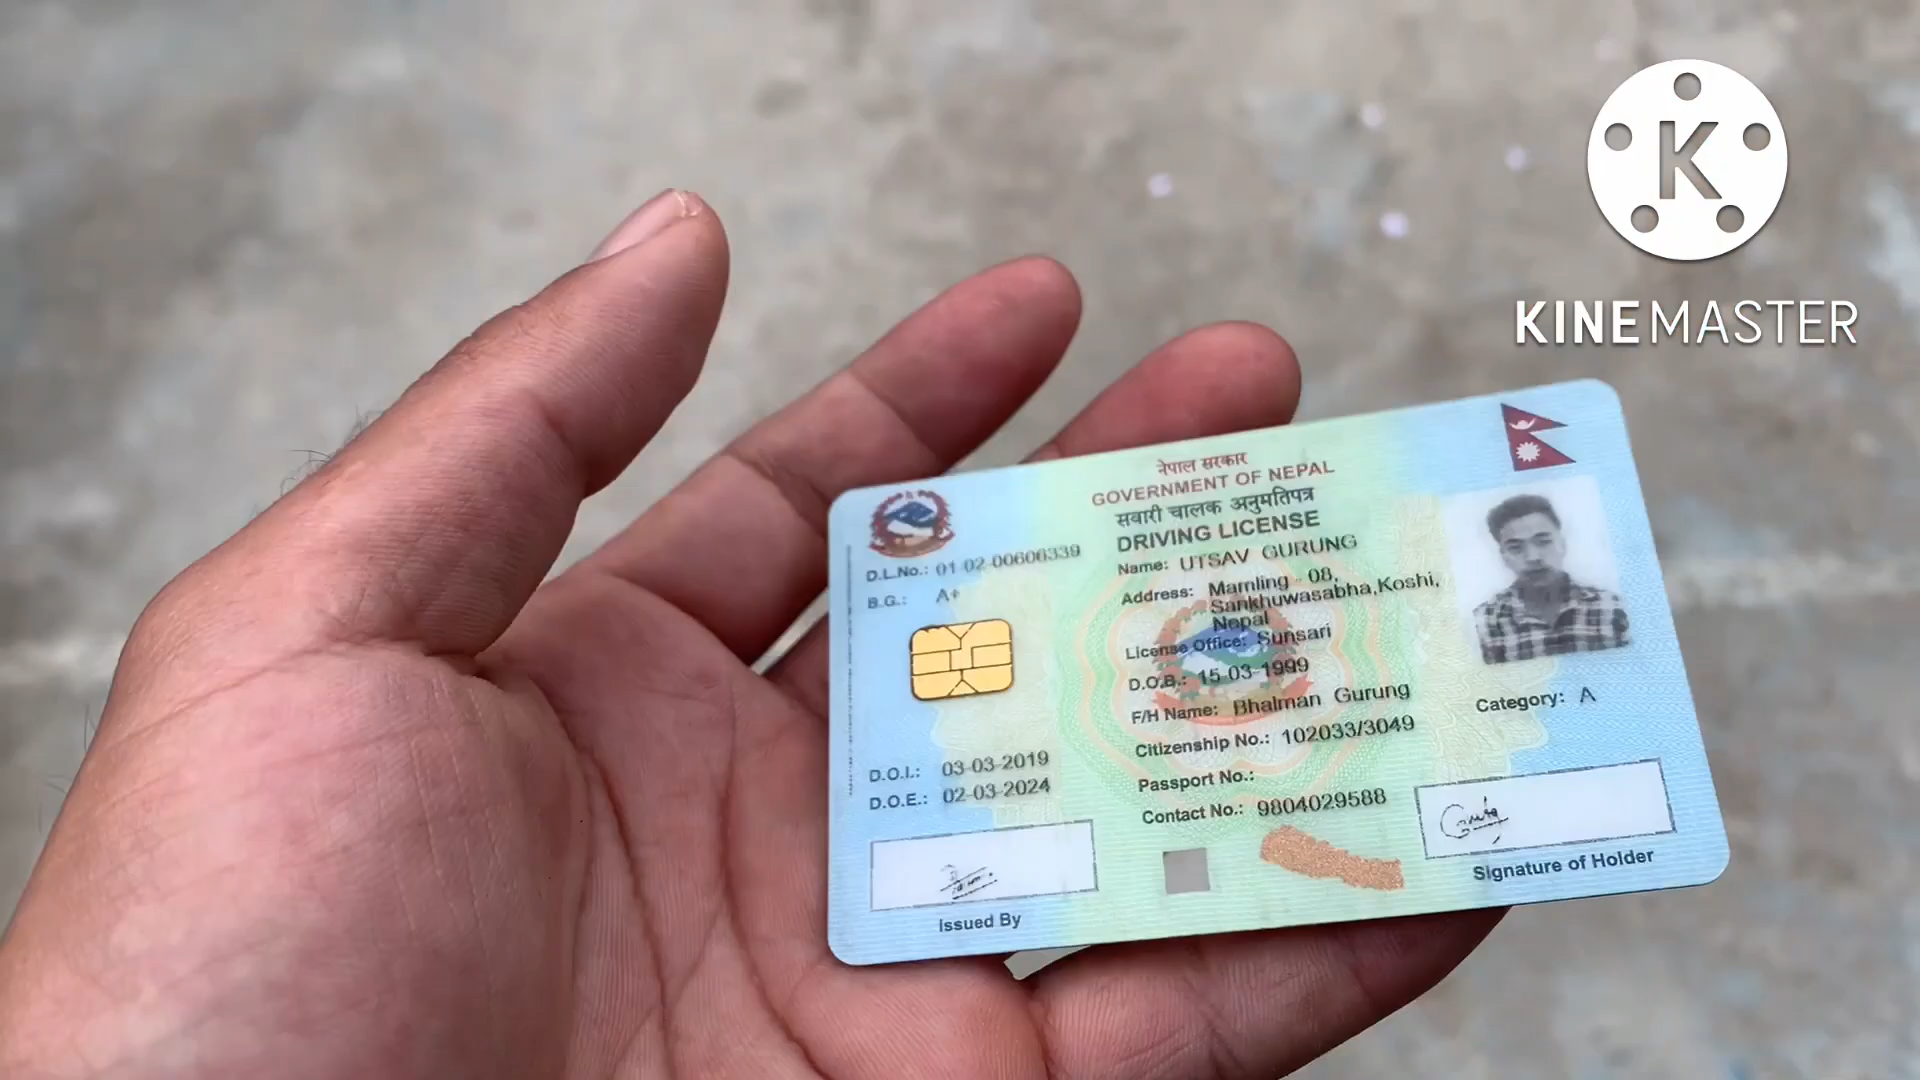 K
KINEMASTER
नेपाल सरकार
GOVERNMENT OF NEPAL
सवारी चालक अनुमतिपत्र
DRIVING LICENSE
D.L.No.: 01-02-00606339
B.G.: A+
Name: UTSAV GURUNG
Address: Mamling - 08,
Sankhuwasabha,Koshi,
Nepal
License Office: Sunsari
D.O.B.: 15-03-1999
F/H Name: Bhalman Gurung
Citizenship No.: 102033/3049
Passport No.:
Contact No.: 9804029588
Category: A
D.O.I.: 03-03-2019
D.O.E.: 02-03-2024
Issued By
Signature of Holder